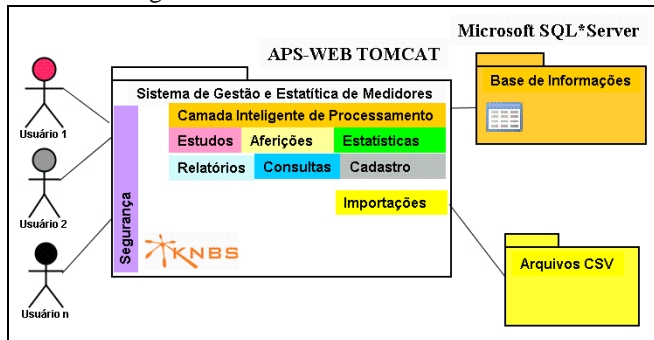 Microsoft SQL*Server
APS-WEB TOMCAT
Sistema de Gestão e Estatítica de Medidores
Base de Informações
Camada Inteligente de Processamento
Usuário 1
Estudos Aferições Estatísticas
Relatórios Consultas Cadastro
Segurança
Importações
Usuário 2
KNBS
Arquivos CSV
Usuário n